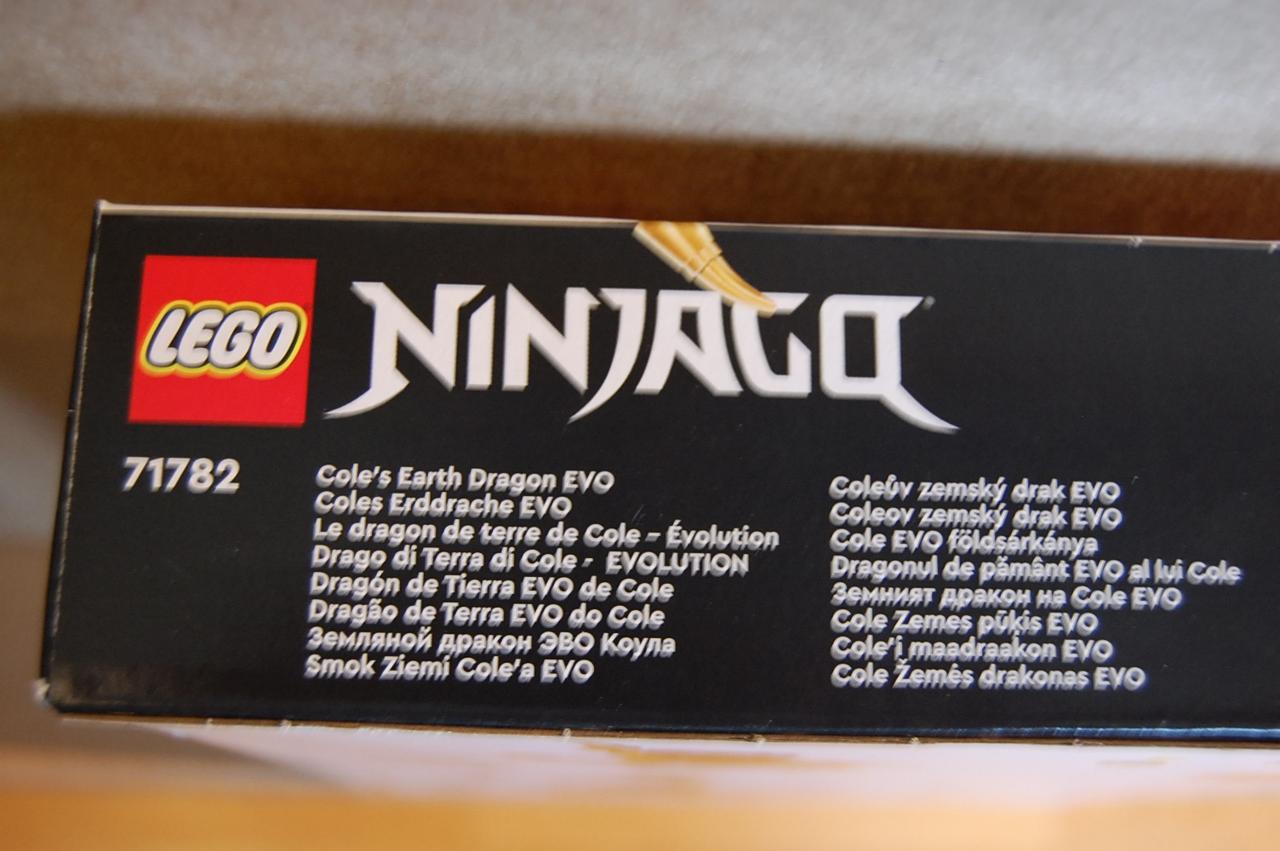 LEGO
NINJAGO
71782
Cole's Earth Dragon EVO
Coles Erddrache EVO
Le dragon de terre de Cole – Évolution
Drago di Terra di Cole - EVOLUTION
Dragón de Tierra EVO de Cole
Dragão de Terra EVO do Cole
Земляной дракон ЭВО Коула
Smok Ziemi Cole'a EVO
Coleův zemský drak EVO
Coleov zemský drak EVO
Cole EVO földsárkánya
Dragonul de pământ EVO al lui Cole
Земният дракон на Cole EVO
Cole Zemes pūķis EVO
Cole'i maadraakon EVO
Cole Žemės drakonas EVO